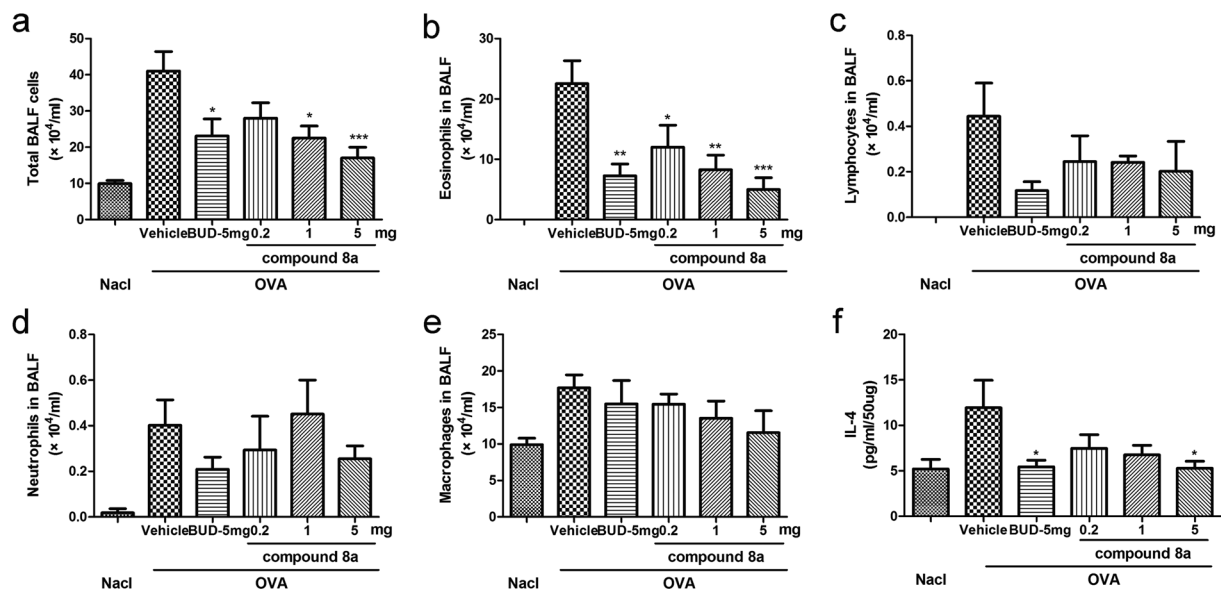 a
Total BALF cells
(× 10⁴/ml)
50
40
30
20
10
0
*
*
***
Vehicle BUD-5mg 0.2 1 5 mg
compound 8a
Nacl OVA
b
Eosinophils in BALF
(× 10⁴/ml)
30
20
10
0
**
*
**
***
Vehicle BUD-5mg 0.2 1 5 mg
compound 8a
Nacl OVA
c
Lymphocytes in BALF
(× 10⁴/ml)
0.8
0.6
0.4
0.2
0.0
Vehicle BUD-5mg 0.2 1 5 mg
compound 8a
Nacl OVA
d
Neutrophils in BALF
(× 10⁴/ml)
0.8
0.6
0.4
0.2
0.0
Vehicle BUD-5mg 0.2 1 5 mg
compound 8a
Nacl OVA
e
Macrophages in BALF
(× 10⁴/ml)
25
20
15
10
5
0
Vehicle BUD-5mg 0.2 1 5 mg
compound 8a
Nacl OVA
f
IL-4
(pg/ml/50ug)
20
15
10
5
0
*
*
Vehicle BUD-5mg 0.2 1 5 mg
compound 8a
Nacl OVA